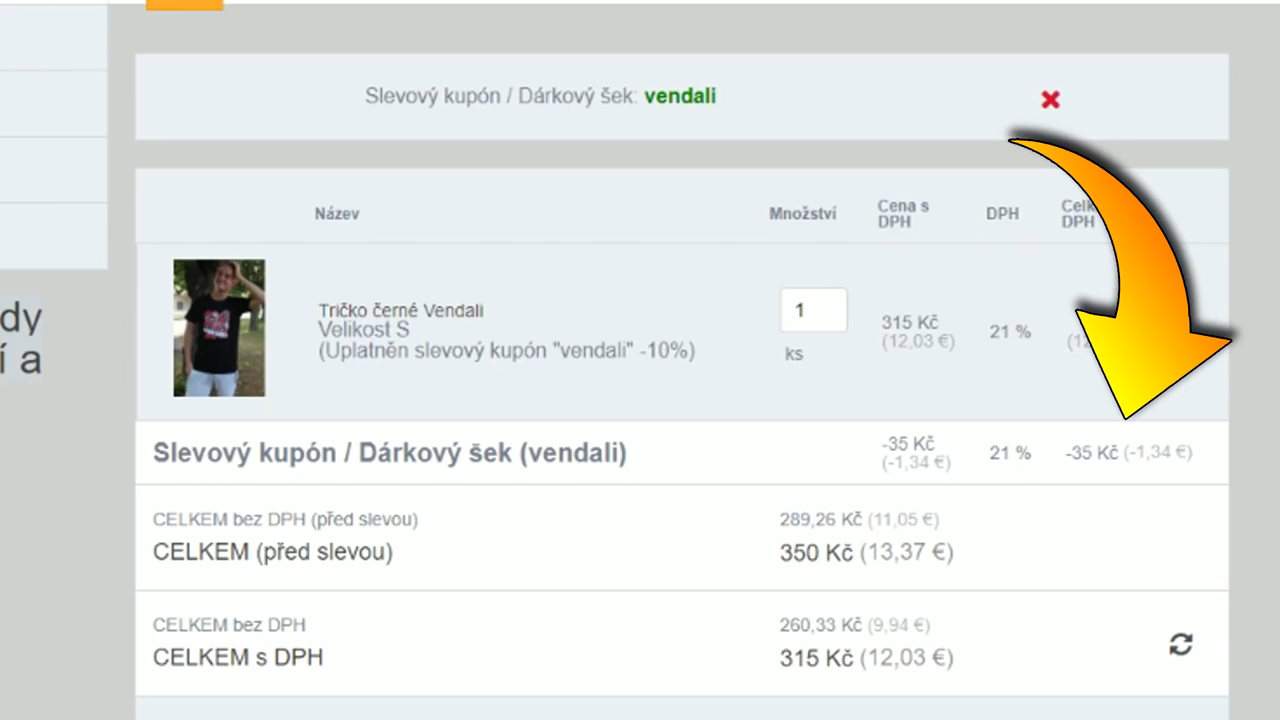 dy
í a
Slevový kupón / Dárkový šek: vendali
Název Množství Cena s DPH Celk
DPH DPH
Tričko černé Vendali
Velikost S
(Uplatněn slevový kupón "vendali" -10%)
1
ks
315 Kč
(12,03 €)
21 %
Slevový kupón / Dárkový šek (vendali)
-35 Kč
(-1,34 €)
21 %
-35 Kč (-1,34 €)
CELKEM bez DPH (před slevou) 289,26 Kč (11,05 €)
CELKEM (před slevou) 350 Kč (13,37 €)
CELKEM bez DPH 260,33 Kč (9,94 €)
CELKEM s DPH 315 Kč (12,03 €)